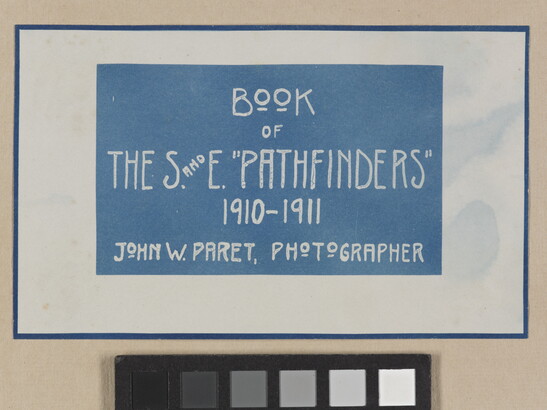 BOOK
OF
THE S. AND E. "PATHFINDERS"
1910-1911
JOHN W. PARET, PHOTOGRAPHER